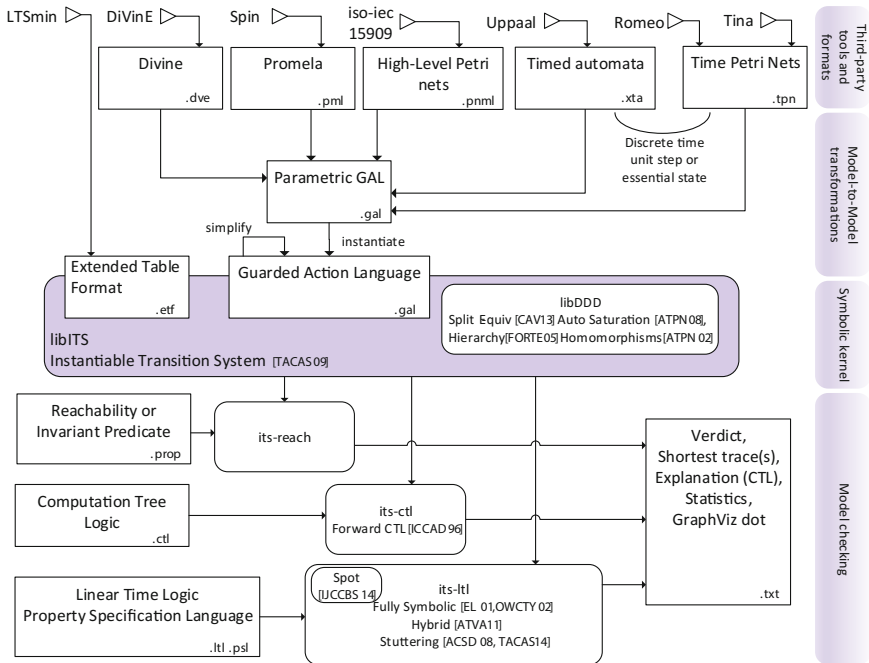 LTSmin
DiVinE
Spin
iso-iec
15909
Uppaal
Romeo
Tina
Third-party
tools and
formats
Divine
.dve
Promela
.pml
High-Level Petri
nets
.pnml
Timed automata
.xta
Time Petri Nets
.tpn
Discrete time
unit step or
essential state
Model-to-Model
transformations
Parametric GAL
.gal
simplify
instantiate
Extended Table
Format
.etf
Guarded Action Language
.gal
libDDD
Split Equiv [CAV13] Auto Saturation [ATPN08],
Hierarchy[FORTE05]Homomorphisms[ATPN 02]
libITS
Instantiable Transition System [TACAS09]
Symbolic kernel
Reachability or
Invariant Predicate
.prop
its-reach
Verdict,
Shortest trace(s),
Explanation (CTL),
Statistics,
GraphViz dot
.txt
Computation Tree
Logic
.ctl
its-ctl
Forward CTL[ICCAD96]
Model checking
Linear Time Logic
Property Specification Language
.ltl .psl
Spot
[IJCCBS 14]
its-ltl
Fully Symbolic [EL 01,OWCTY 02]
Hybrid [ATVA11]
Stuttering [ACSD 08, TACAS14]